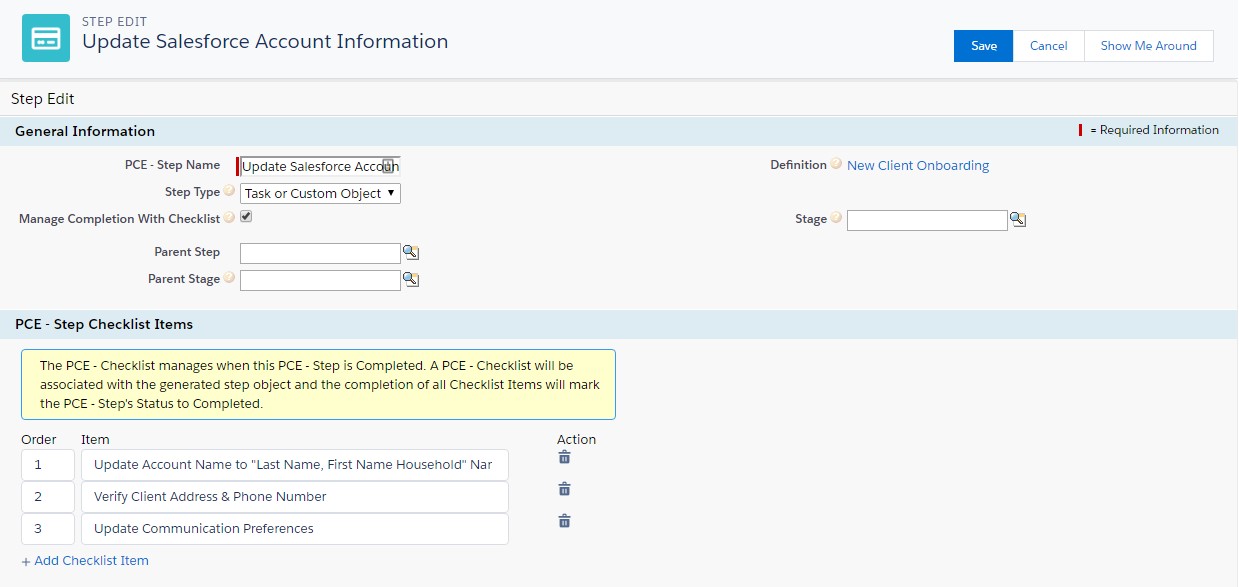 STEP EDIT
Update Salesforce Account Information
Save Cancel Show Me Around
Step Edit
General Information = Required Information
PCE - Step Name Update Salesforce Accoun Definition ? New Client Onboarding
Step Type ? Task or Custom Object
Manage Completion With Checklist ? Stage ?
Parent Step
Parent Stage ?
PCE - Step Checklist Items
The PCE - Checklist manages when this PCE - Step is Completed. A PCE - Checklist will be
associated with the generated step object and the completion of all Checklist Items will mark
the PCE - Step's Status to Completed.
Order Item Action
1 Update Account Name to "Last Name, First Name Household" Nar
2 Verify Client Address & Phone Number
3 Update Communication Preferences
+ Add Checklist Item